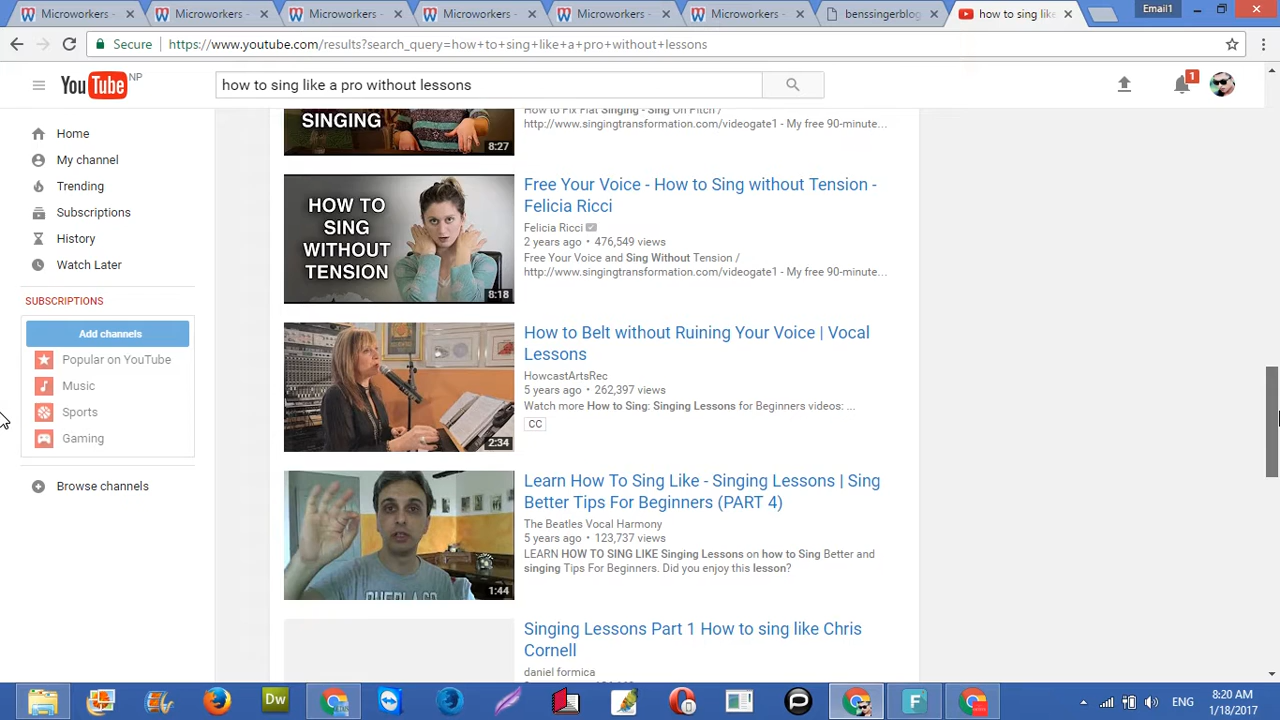 Microworkers
Microworkers
Microworkers
Microworkers
Microworkers
Microworkers
benssingerblog
how to sing like
Email1
Secure
https://www.youtube.com/results?search_query=how+to+sing+like+a+pro+without+lessons
YouTube NP
how to sing like a pro without lessons
1
Home
My channel
Trending
Subscriptions
History
Watch Later
SUBSCRIPTIONS
Add channels
Popular on YouTube
Music
Sports
Gaming
Browse channels
SINGING
8:27
How to Fix Flat Singing - Sing On Pitch /
http://www.singingtransformation.com/videogate1 - My free 90-minute...
HOW TO
SING
WITHOUT
TENSION
8:18
Free Your Voice - How to Sing without Tension -
Felicia Ricci
Felicia Ricci
2 years ago • 476,549 views
Free Your Voice and Sing Without Tension /
http://www.singingtransformation.com/videogate1 - My free 90-minute...
2:34
How to Belt without Ruining Your Voice | Vocal
Lessons
HowcastArtsRec
5 years ago • 262,397 views
Watch more How to Sing: Singing Lessons for Beginners videos: ...
CC
1:44
Learn How To Sing Like - Singing Lessons | Sing
Better Tips For Beginners (PART 4)
The Beatles Vocal Harmony
5 years ago • 123,737 views
LEARN HOW TO SING LIKE Singing Lessons on how to Sing Better and
singing Tips For Beginners. Did you enjoy this lesson?
Singing Lessons Part 1 How to sing like Chris
Cornell
daniel formica
Dw
F
ENG
8:20 AM
1/18/2017